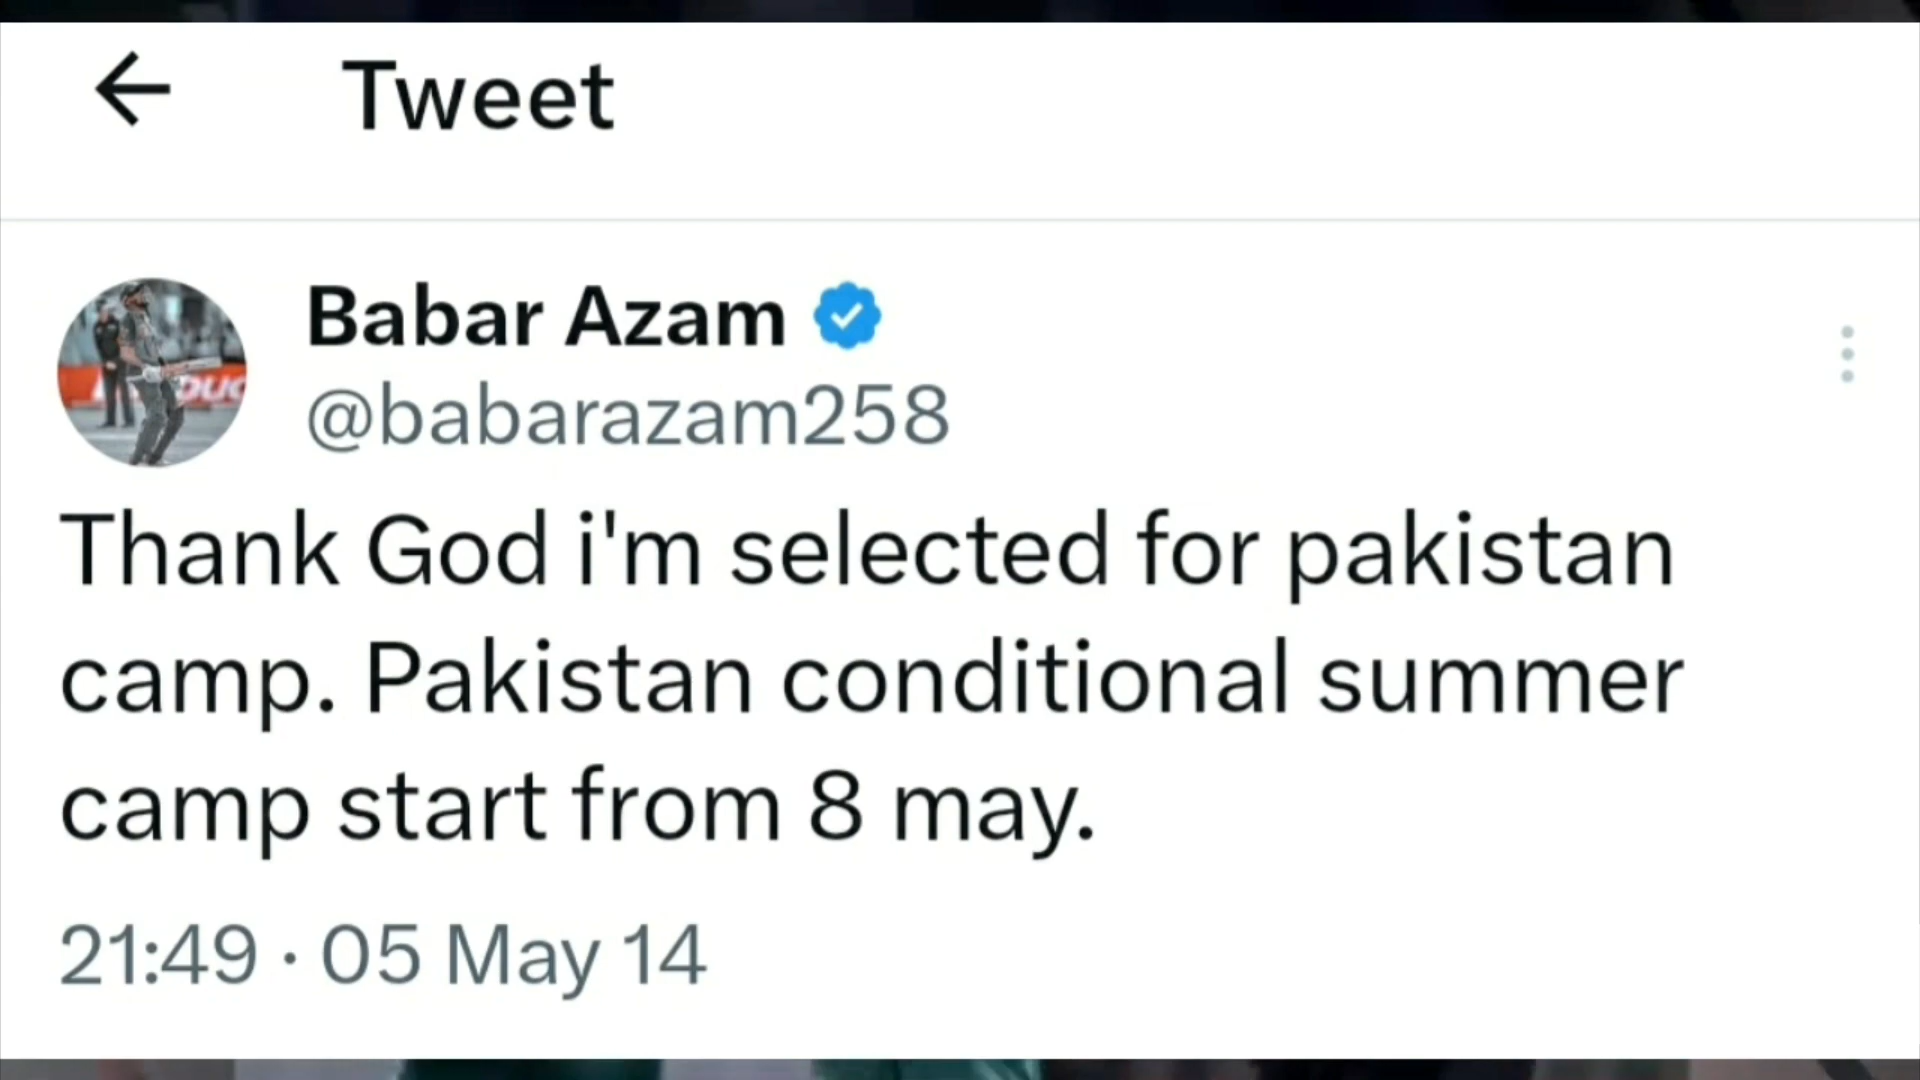 Tweet
Babar Azam
@babarazam258
Thank God i'm selected for pakistan
camp. Pakistan conditional summer
camp start from 8 may.
21:49 · 05 May 14